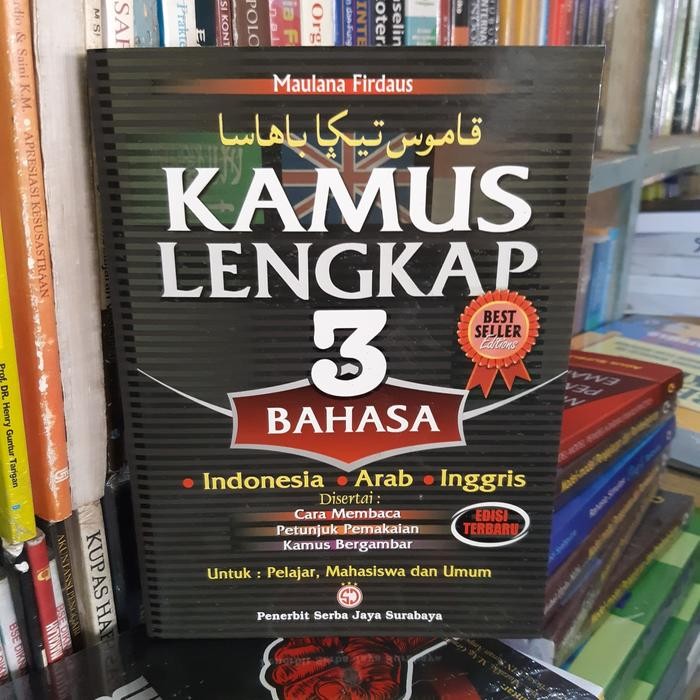 Maulana Firdaus
قاموس تيݢا باهاسا
KAMUS
LENGKAP
3
BAHASA
BEST
SELLER
Editions
• Indonesia • Arab • Inggris
Disertai :
Cara Membaca
Petunjuk Pemakaian
Kamus Bergambar
EDISI
TERBARU
Untuk : Pelajar, Mahasiswa dan Umum
Penerbit Serba Jaya Surabaya
& Saini K.M. • APRESIASI KESUSASTRAAN
Prof. DR. Henry Guntur Tarigan
KUPAS HA
AKUNTANSI